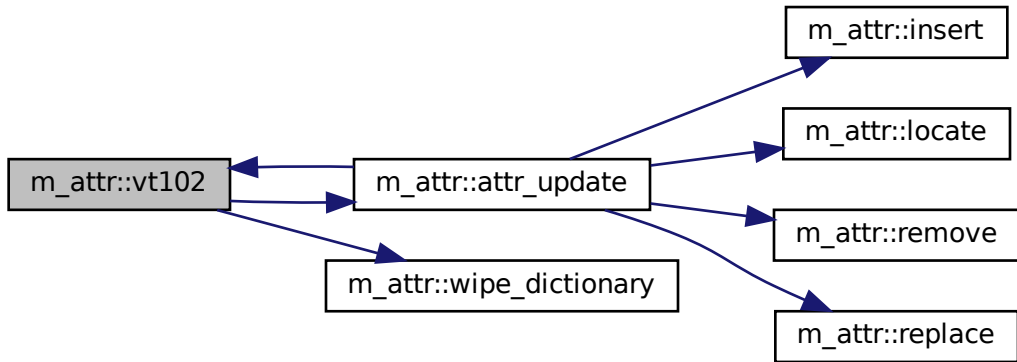 m_attr::insert
m_attr::locate
m_attr::vt102
m_attr::attr_update
m_attr::remove
m_attr::wipe_dictionary
m_attr::replace